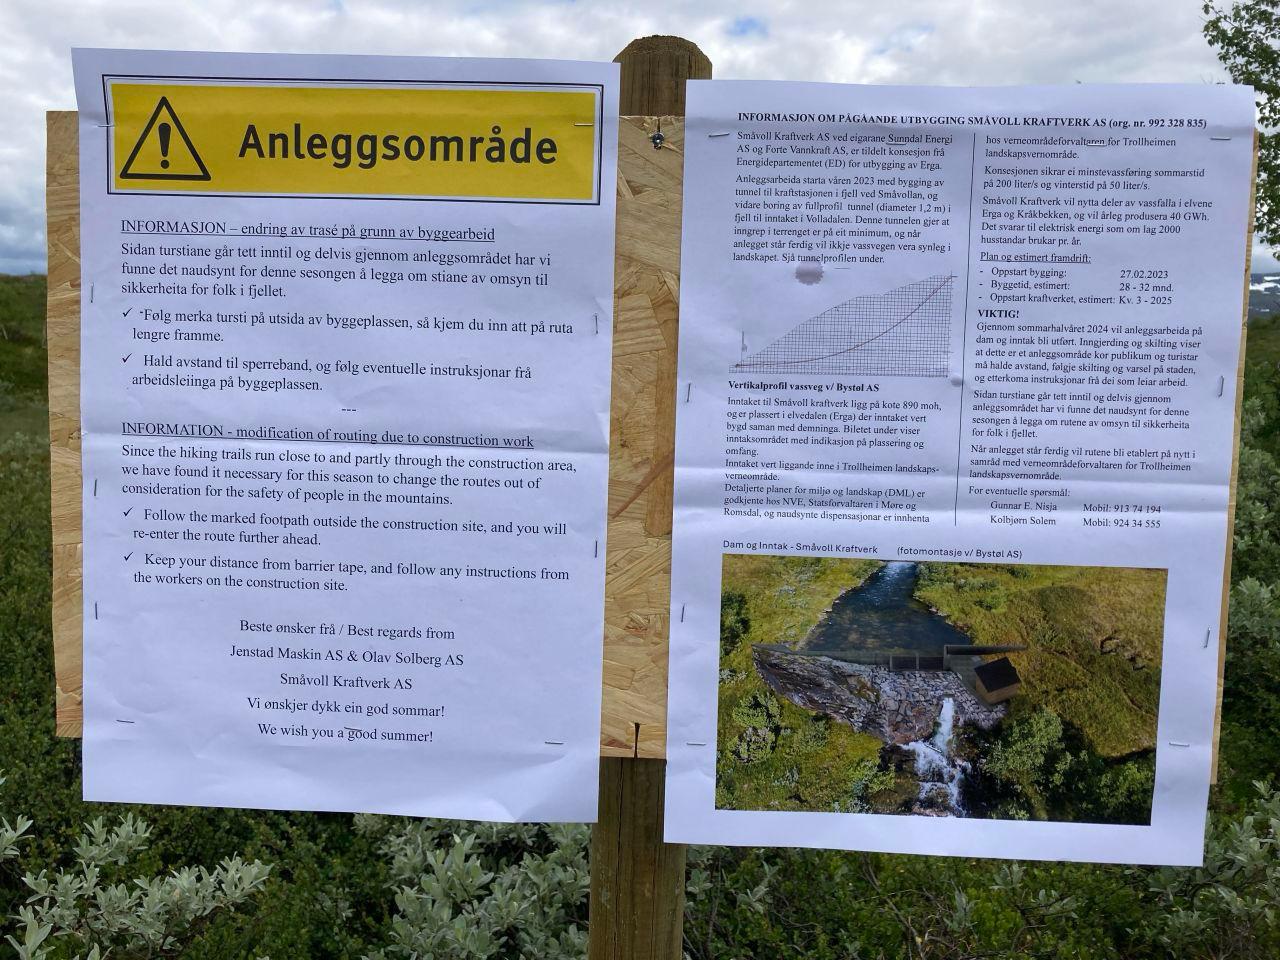 Anleggsområde
INFORMASJON – endring av trasé på grunn av byggearbeid
Sidan turstiane går tett inntil og delvis gjennom anleggsområdet har vi
funne det naudsynt for denne sesongen å legga om stiane av omsyn til
sikkerheita for folk i fjellet.
✓ Følg merka tursti på utsida av byggeplassen, så kjem du inn att på ruta
lengre framme.
✓ Hald avstand til sperreband, og følg eventuelle instruksjonar frå
arbeidsleiinga på byggeplassen.
---
INFORMATION - modification of routing due to construction work
Since the hiking trails run close to and partly through the construction area,
we have found it necessary for this season to change the routes out of
consideration for the safety of people in the mountains.
✓ Follow the marked footpath outside the construction site, and you will
re-enter the route further ahead.
✓ Keep your distance from barrier tape, and follow any instructions from
the workers on the construction site.
Beste ønsker frå / Best regards from
Jenstad Maskin AS & Olav Solberg AS
Småvoll Kraftverk AS
Vi ønskjer dykk ein god sommar!
We wish you a good summer!
INFORMASJON OM PÅGÅANDE UTBYGGING SMÅVOLL KRAFTVERK AS (org. nr. 992 328 835)
Småvoll Kraftverk AS ved eigarane Sunndal Energi
AS og Forte Vannkraft AS, er tildelt konsesjon frå
Energidepartementet (ED) for utbygging av Erga.
Anleggsarbeida starta våren 2023 med bygging av
tunnel til kraftstasjonen i fjell ved Småvollan, og
vidare boring av fullprofil tunnel (diameter 1,2 m) i
fjell til inntaket i Volladalen. Denne tunnelen gjer at
inngrep i terrenget er på eit minimum, og når
anlegget står ferdig vil ikkje vassvegen vera synleg i
landskapet. Sjå tunnelprofilen under.
Vertikalprofil vassveg v/ Bystøl AS
Inntaket til Småvoll kraftverk ligg på kote 890 moh,
og er plassert i elvedalen (Erga) der inntaket vert
bygd saman med demninga. Biletet under viser
inntaksområdet med indikasjon på plassering og
omfang.
Inntaket vert liggande inne i Trollheimen landskaps-
verneområde.
Detaljerte planer for miljø og landskap (DML) er
godkjente hos NVE, Statsforvaltaren i Møre og
Romsdal, og naudsynte dispensasjonar er innhenta
hos verneområdeforvaltaren for Trollheimen
landskapsvernområde.
Konsesjonen sikrar ei minstevassføring sommarstid
på 200 liter/s og vinterstid på 50 liter/s.
Småvoll Kraftverk vil nytta deler av vassfalla i elvene
Erga og Kråkbekken, og vil årleg produsera 40 GWh.
Det svarar til elektrisk energi som om lag 2000
husstandar brukar pr. år.
Plan og estimert framdrift:
- Oppstart bygging: 27.02.2023
- Byggetid, estimert: 28 - 32 mnd.
- Oppstart kraftverket, estimert: Kv. 3 - 2025
VIKTIG!
Gjennom sommarhalvåret 2024 vil anleggsarbeida på
dam og inntak bli utført. Inngjerding og skilting viser
at dette er et anleggsområde kor publikum og turistar
må halde avstand, følgje skilting og varsel på staden,
og etterkoma instruksjonar frå dei som leiar arbeid.
Sidan turstiane går tett inntil og delvis gjennom
anleggsområdet har vi funne det naudsynt for denne
sesongen å legga om rutene av omsyn til sikkerheita
for folk i fjellet.
Når anlegget står ferdig vil rutene bli etablert på nytt i
samråd med verneområdeforvaltaren for Trollheimen
landskapsvernområde.
For eventuelle spørsmål:
Gunnar E. Nisja Mobil: 913 74 194
Kolbjørn Solem Mobil: 924 34 555
Dam og Inntak - Småvoll Kraftverk (fotomontasje v/ Bystøl AS)